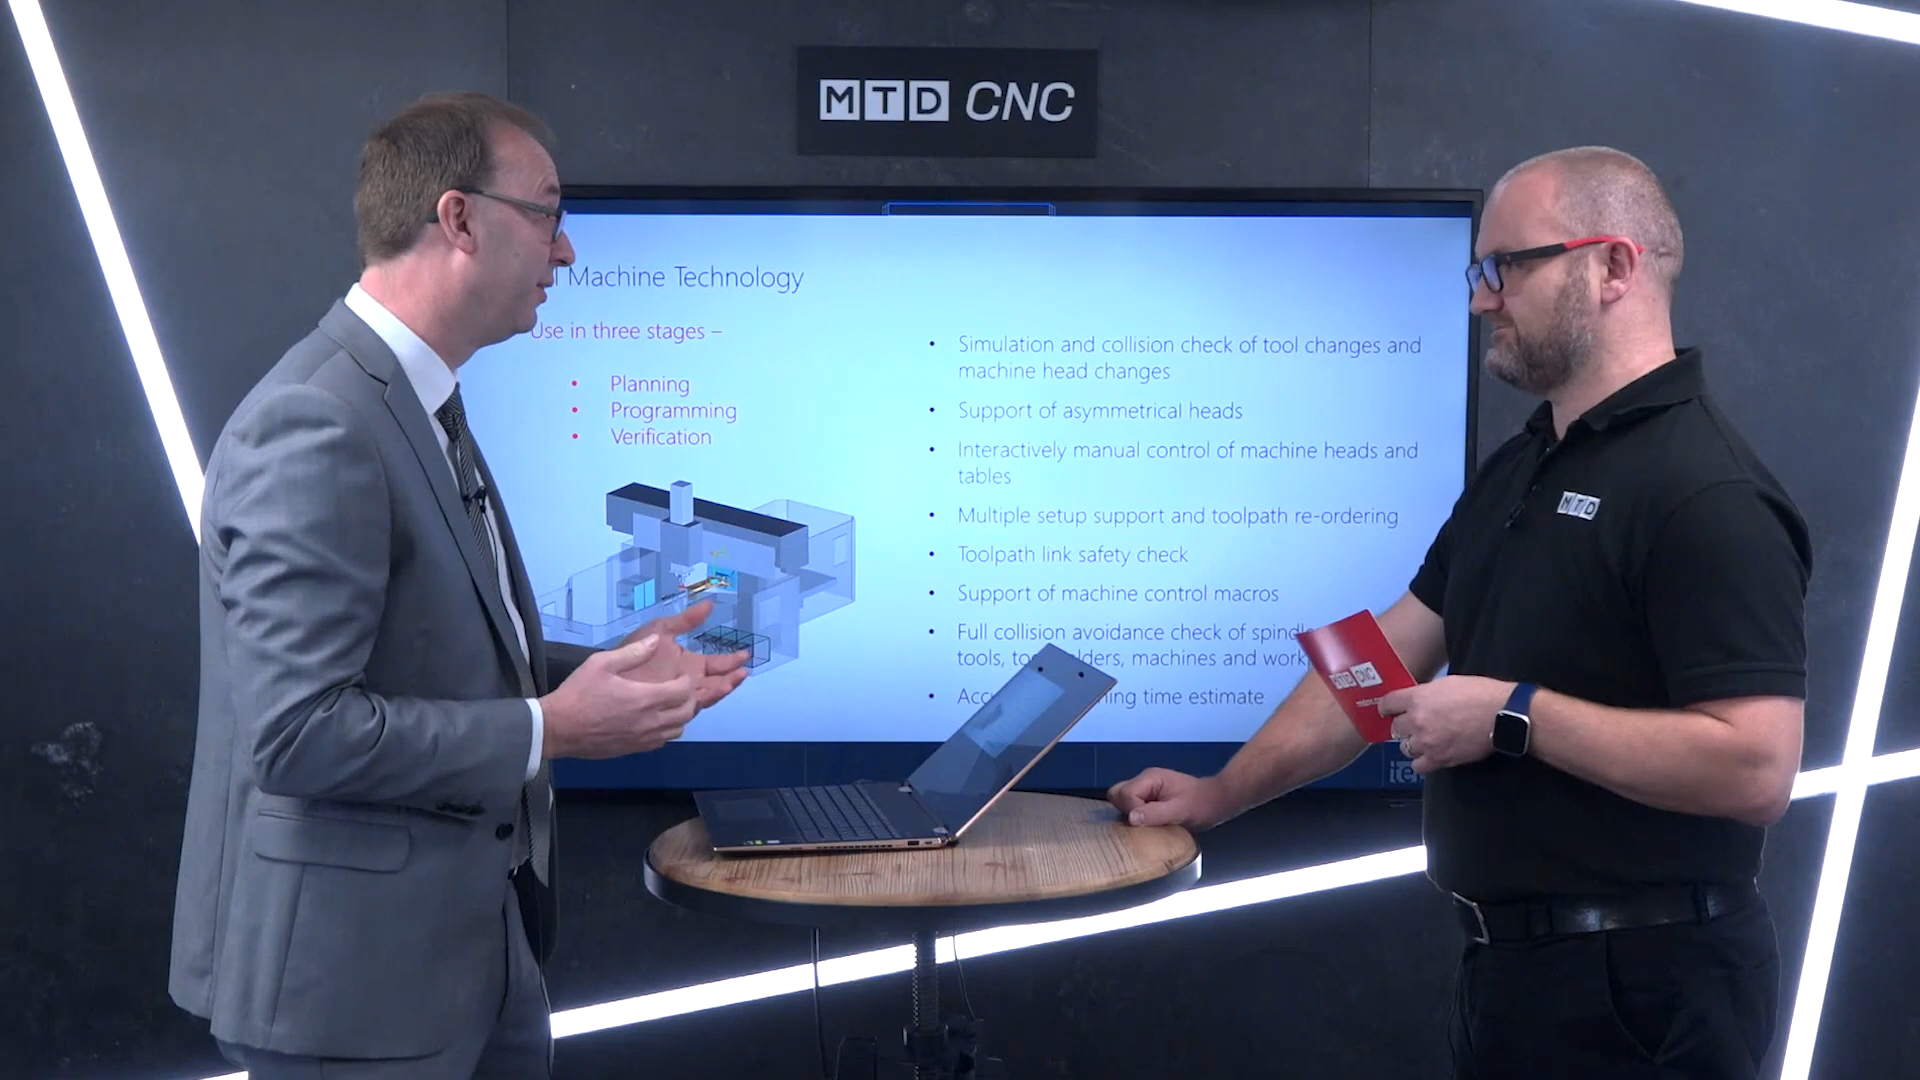 MTD CNC
Machine Technology
Use in three stages –
• Planning
• Programming
• Verification
• Simulation and collision check of tool changes and
machine head changes
• Support of asymmetrical heads
• Interactively manual control of machine heads and
tables
• Multiple setup support and toolpath re-ordering
• Toolpath link safety check
• Support of machine control macros
• Full collision avoidance check of
tools, machines and
• time estimate
MTD
MTD CNC